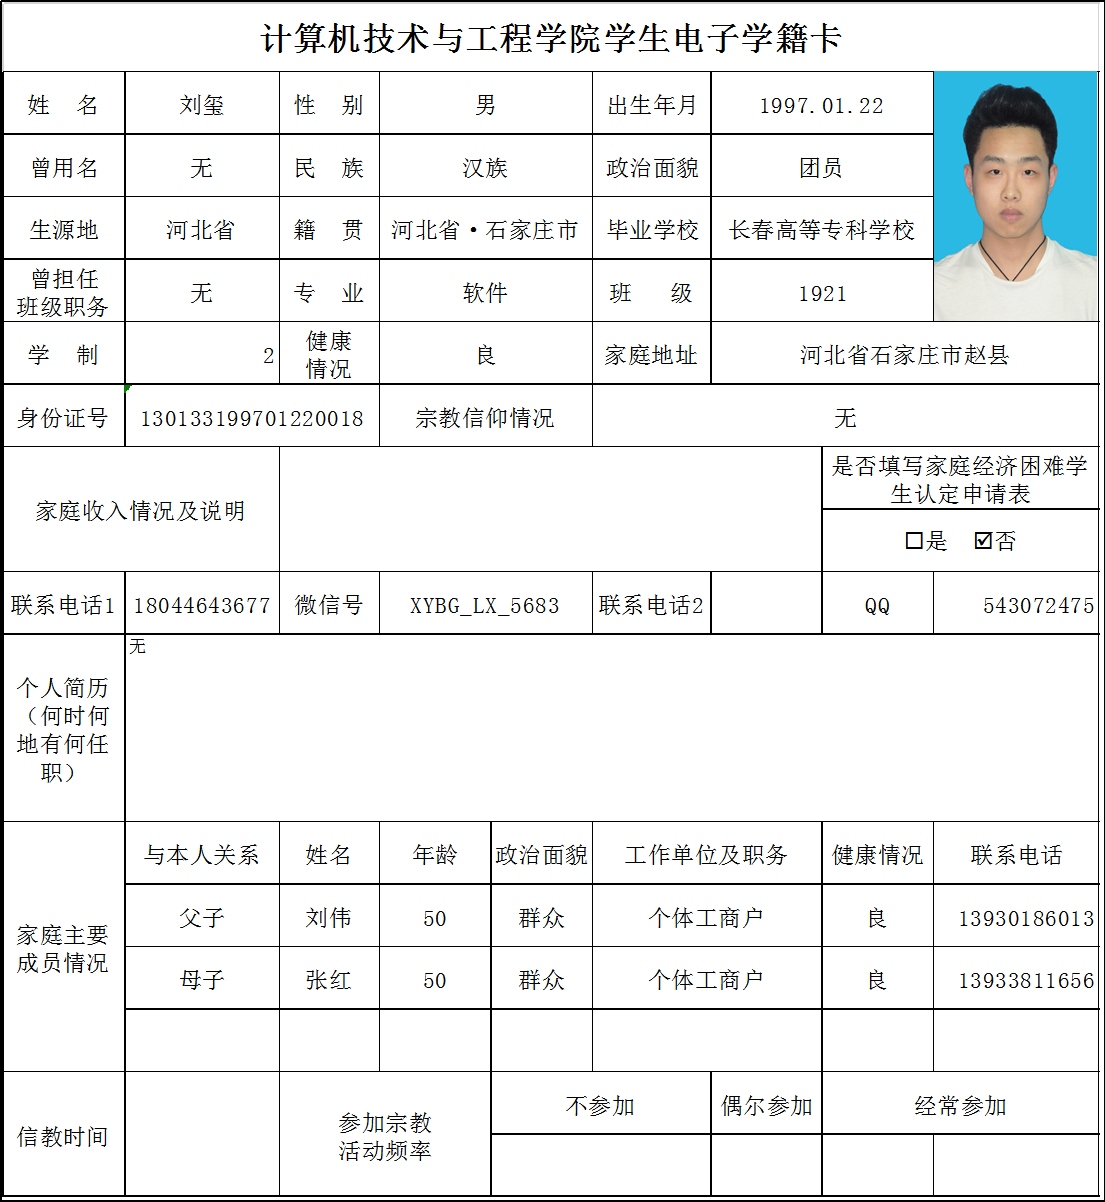 计算机技术与工程学院学生电子学籍卡
姓 名 刘玺 性 别 男 出生年月 1997.01.22
曾用名 无 民 族 汉族 政治面貌 团员
生源地 河北省 籍 贯 河北省·石家庄市 毕业学校 长春高等专科学校
曾担任
班级职务 无 专 业 软件 班 级 1921
学 制 2 健康
情况 良 家庭地址 河北省石家庄市赵县
身份证号 130133199701220018 宗教信仰情况 无
家庭收入情况及说明
是否填写家庭经济困难学
生认定申请表
☐是 ☑否
联系电话1 18044643677 微信号 XYBG_LX_5683 联系电话2 QQ 543072475
个人简历
（何时何
地有何任
职）
无
家庭主要
成员情况
与本人关系 姓名 年龄 政治面貌 工作单位及职务 健康情况 联系电话
父子 刘伟 50 群众 个体工商户 良 13930186013
母子 张红 50 群众 个体工商户 良 13933811656
信教时间
参加宗教
活动频率
不参加 偶尔参加 经常参加